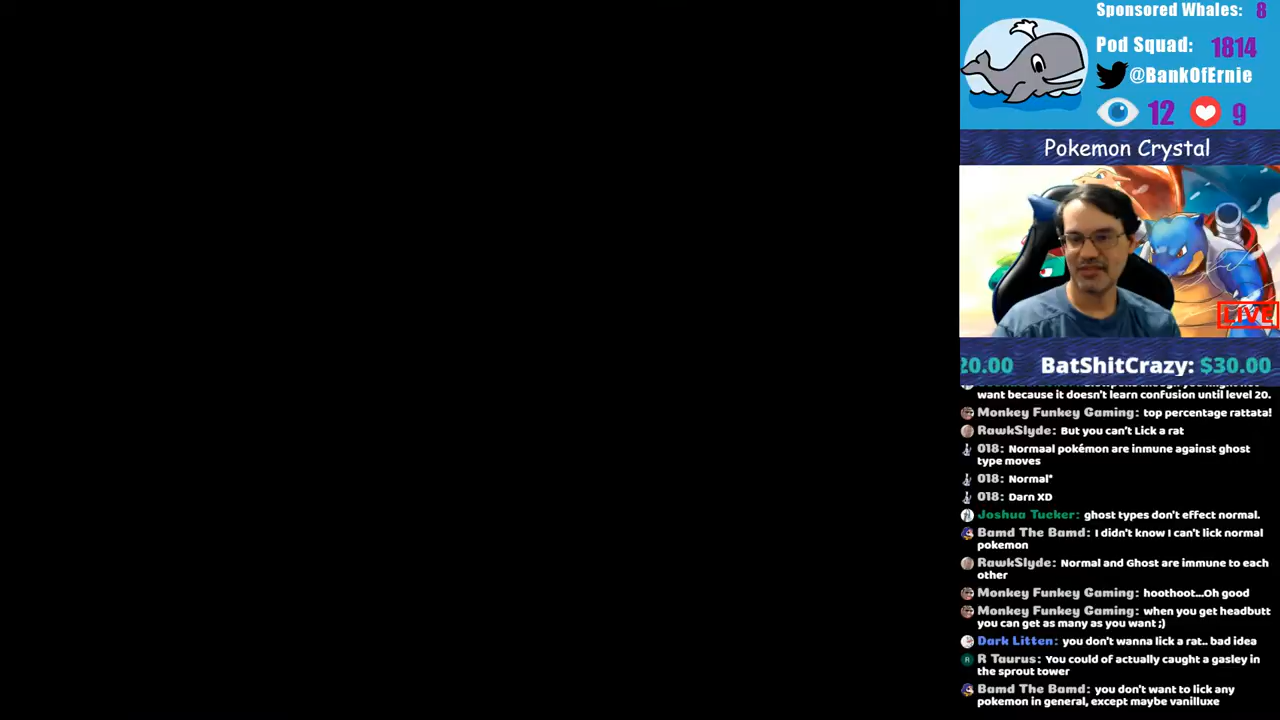 Sponsored Whales: 8
Pod Squad: 1814
@BankOfErnie
12 9
Pokemon Crystal
LIVE
20.00 BatShitCrazy: $30.00
want because it doesn't learn confusion until level 20.
Monkey Funkey Gaming: top percentage rattata!
RawkSlyde: But you can't Lick a rat
018: Normaal pokémon are inmune against ghost
type moves
018: Normal*
018: Darn XD
Joshua Tucker: ghost types don't effect normal.
Bamd The Bamd: I didn't know I can't lick normal
pokemon
RawkSlyde: Normal and Ghost are immune to each
other
Monkey Funkey Gaming: hoothoot...Oh good
Monkey Funkey Gaming: when you get headbutt
you can get as many as you want ;)
Dark Litten: you don't wanna lick a rat.. bad idea
R Taurus: You could of actually caught a gasley in
the sprout tower
Bamd The Bamd: you don't want to lick any
pokemon in general, except maybe vanilluxe